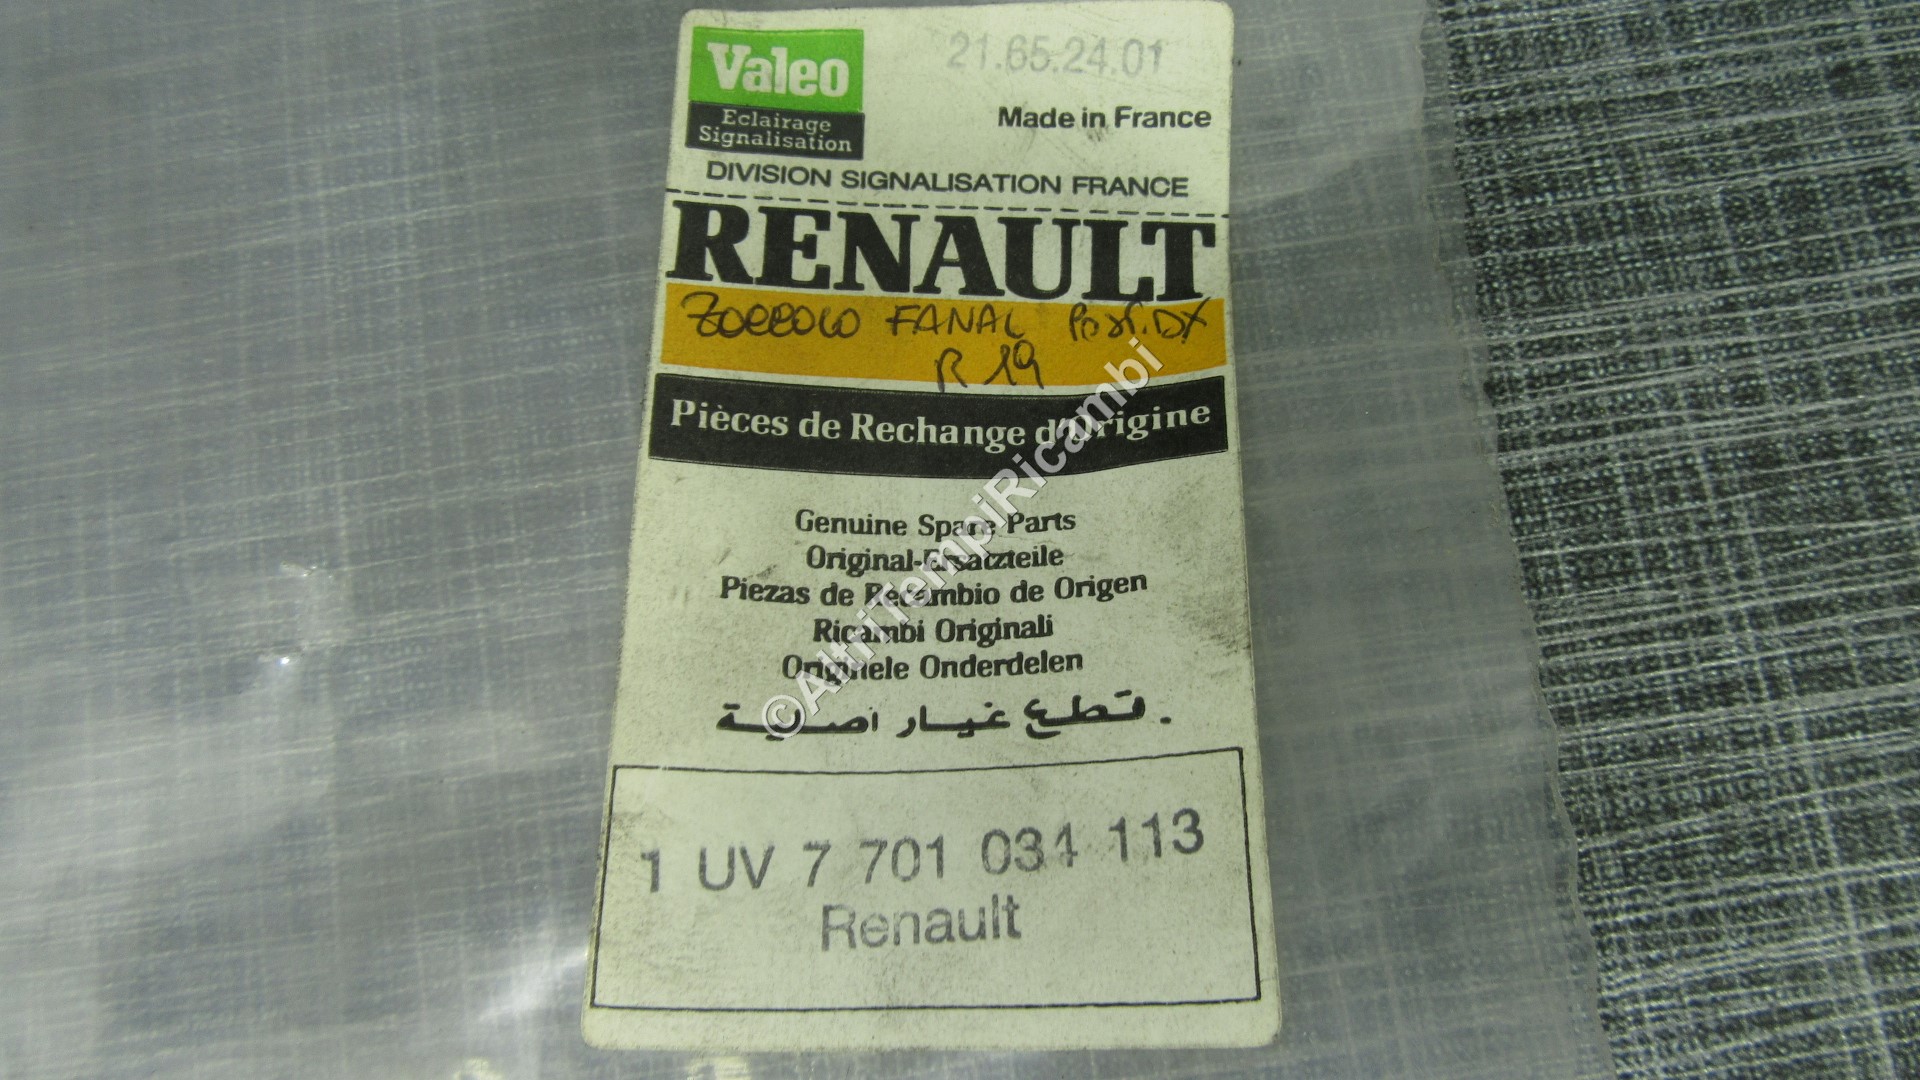 Valeo
Eclairage
Signalisation
21.65.24.01
Made in France
DIVISION SIGNALISATION FRANCE
RENAULT
FANAL Post. DX
R 19
Pièces de Rechange d'Origine
Genuine Spare Parts
Original-Ersatzteile
Piezas de Recambio de Origen
Ricambi Originali
Originele Onderdelen
قطع غيار أصلية .
1 UV 7 701 034 113
Renault
©AltriTempiRicambi